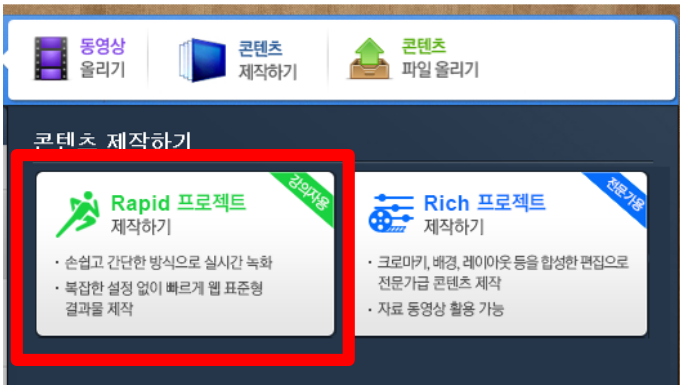 동영상
올리기
콘텐츠
제작하기
콘텐츠
파일 올리기
콘텐츠 제작하기
강의자용
Rapid 프로젝트
제작하기
· 손쉽고 간단한 방식으로 실시간 녹화
· 복잡한 설정 없이 빠르게 웹 표준형
결과물 제작
전문가용
Rich 프로젝트
제작하기
· 크로마키, 배경, 레이아웃 등을 합성한 편집으로
전문가급 콘텐츠 제작
· 자료 동영상 활용 가능